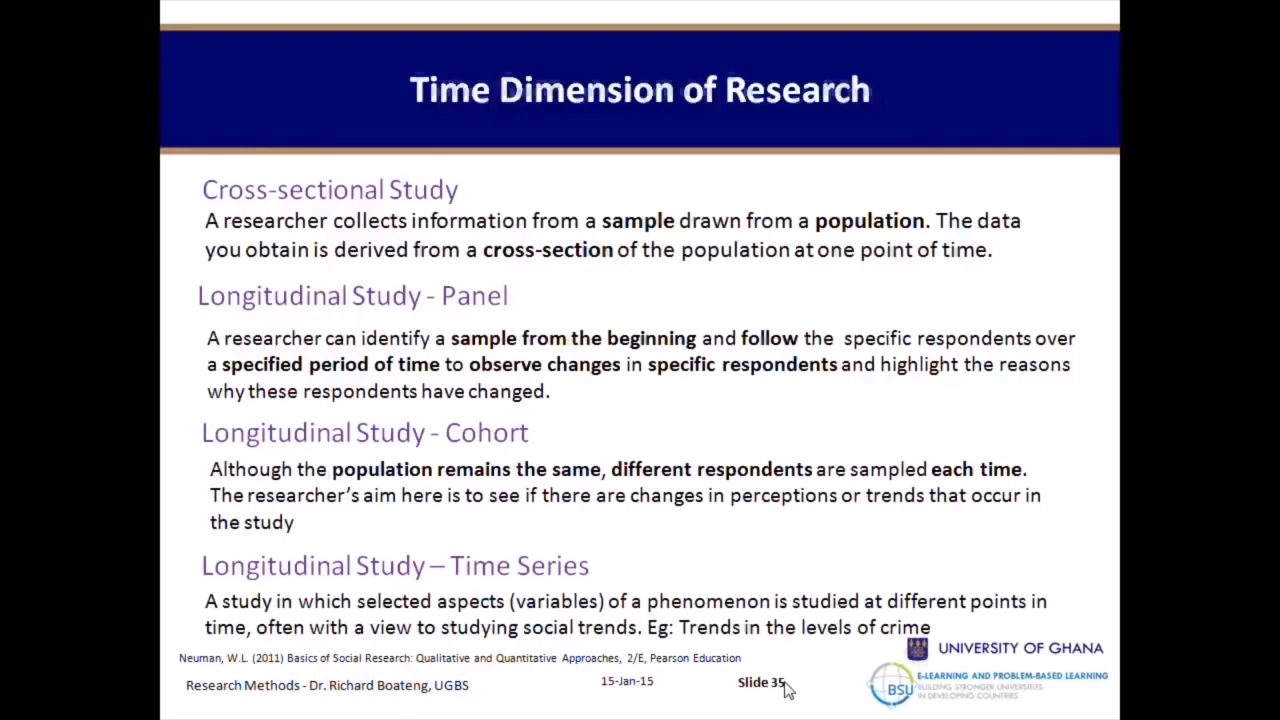 Time Dimension of Research
Cross-sectional Study
A researcher collects information from a sample drawn from a population. The data
you obtain is derived from a cross-section of the population at one point of time.
Longitudinal Study - Panel
A researcher can identify a sample from the beginning and follow the specific respondents over
a specified period of time to observe changes in specific respondents and highlight the reasons
why these respondents have changed.
Longitudinal Study - Cohort
Although the population remains the same, different respondents are sampled each time.
The researcher's aim here is to see if there are changes in perceptions or trends that occur in
the study
Longitudinal Study – Time Series
A study in which selected aspects (variables) of a phenomenon is studied at different points in
time, often with a view to studying social trends. Eg: Trends in the levels of crime
Neuman, W.L. (2011) Basics of Social Research: Qualitative and Quantitative Approaches, 2/E, Pearson Education
Research Methods - Dr. Richard Boateng, UGBS
15-Jan-15
Slide 35
UNIVERSITY OF GHANA
BSU
E-LEARNING AND PROBLEM-BASED LEARNING
BUILDING STRONGER UNIVERSITIES
IN DEVELOPING COUNTRIES